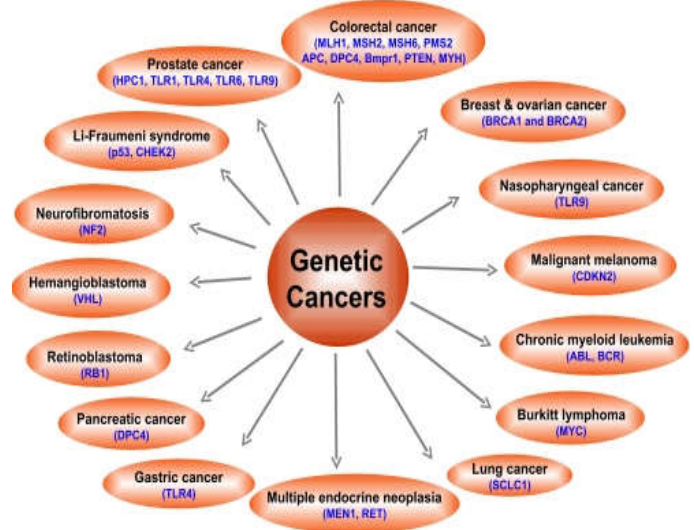 Colorectal cancer
(MLH1, MSH2, MSH6, PMS2
APC, DPC4, Bmpr1, PTEN, MYH)
Prostate cancer
(HPC1, TLR1, TLR4, TLR6, TLR9)
Breast & ovarian cancer
(BRCA1 and BRCA2)
Li-Fraumeni syndrome
(p53, CHEK2)
Nasopharyngeal cancer
(TLR9)
Neurofibromatosis
(NF2)
Malignant melanoma
(CDKN2)
Genetic
Cancers
Hemangioblastoma
(VHL)
Chronic myeloid leukemia
(ABL, BCR)
Retinoblastoma
(RB1)
Burkitt lymphoma
(MYC)
Pancreatic cancer
(DPC4)
Lung cancer
(SCLC1)
Gastric cancer
(TLR4)
Multiple endocrine neoplasia
(MEN1, RET)